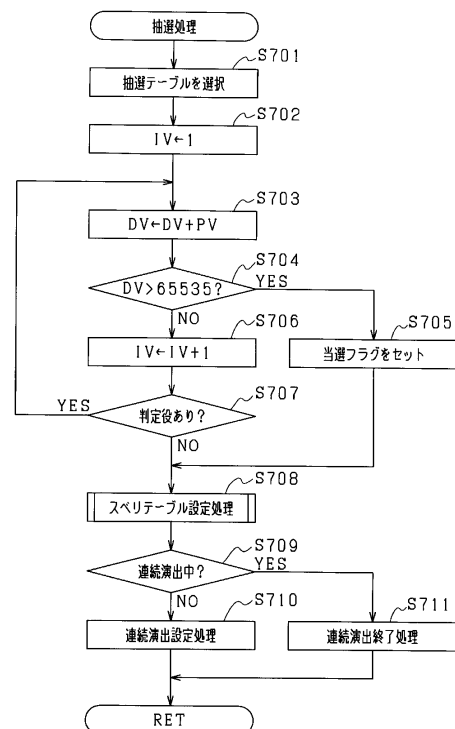 抽選処理
S701
抽選テーブルを選択
S702
IV←1
S703
DV←DV+PV
S704
DV>65535?
YES
NO
S706
S705
IV←IV+1
当選フラグをセット
S707
YES
判定役あり?
NO
S708
スベリテーブル設定処理
S709
連続演出中?
YES
NO
S710
S711
連続演出設定処理
連続演出終了処理
RET